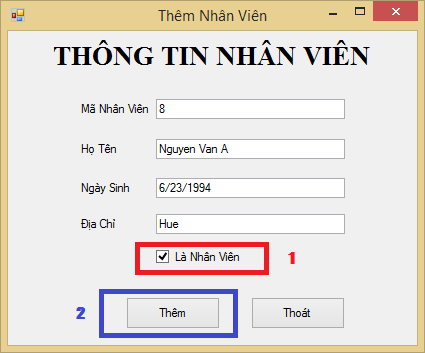 Thêm Nhân Viên
THÔNG TIN NHÂN VIÊN
Mã Nhân Viên 8
Họ Tên Nguyen Van A
Ngày Sinh 6/23/1994
Địa Chỉ Hue
Là Nhân Viên 1
2 Thêm Thoát